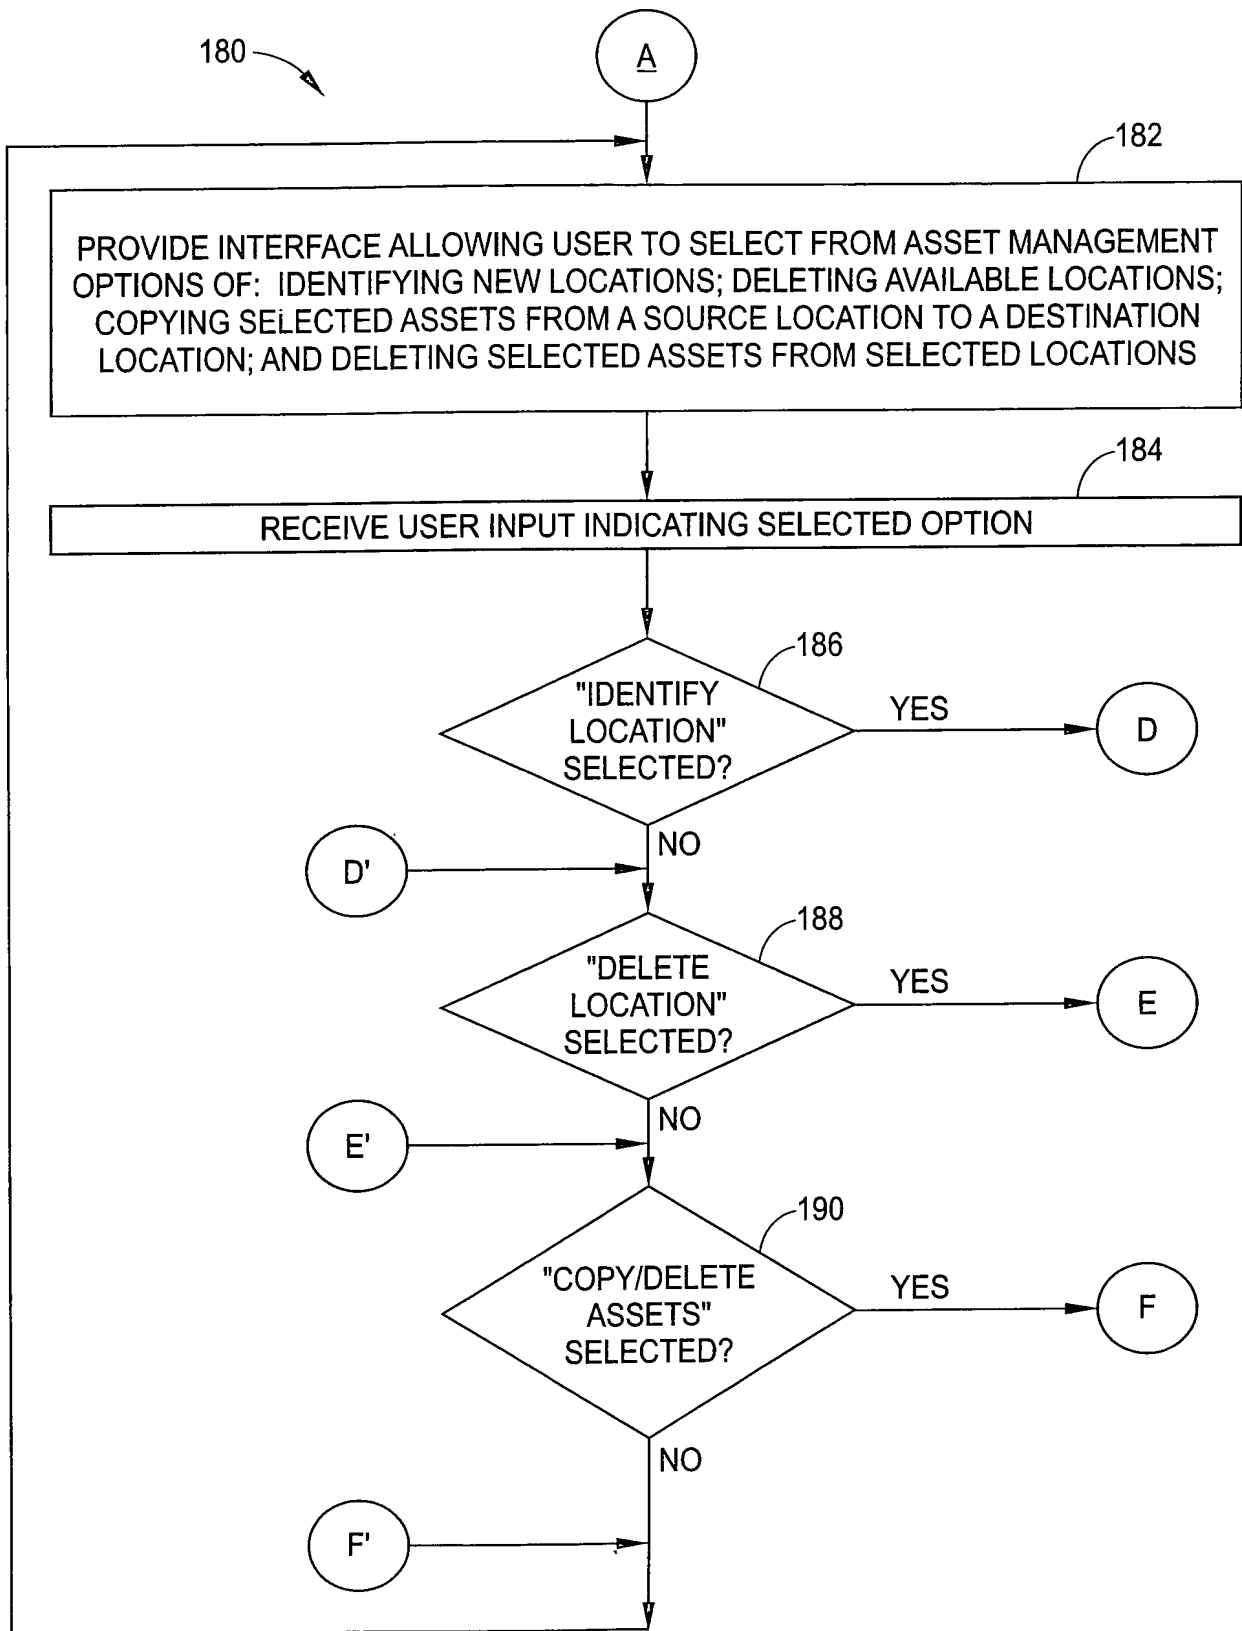 180
A
182
PROVIDE INTERFACE ALLOWING USER TO SELECT FROM ASSET MANAGEMENT
OPTIONS OF: IDENTIFYING NEW LOCATIONS; DELETING AVAILABLE LOCATIONS;
COPYING SELECTED ASSETS FROM A SOURCE LOCATION TO A DESTINATION
LOCATION; AND DELETING SELECTED ASSETS FROM SELECTED LOCATIONS
184
RECEIVE USER INPUT INDICATING SELECTED OPTION
186
"IDENTIFY
LOCATION"
SELECTED?
YES
D
NO
D'
188
"DELETE
LOCATION"
SELECTED?
YES
E
NO
E'
190
"COPY/DELETE
ASSETS"
SELECTED?
YES
F
NO
F'